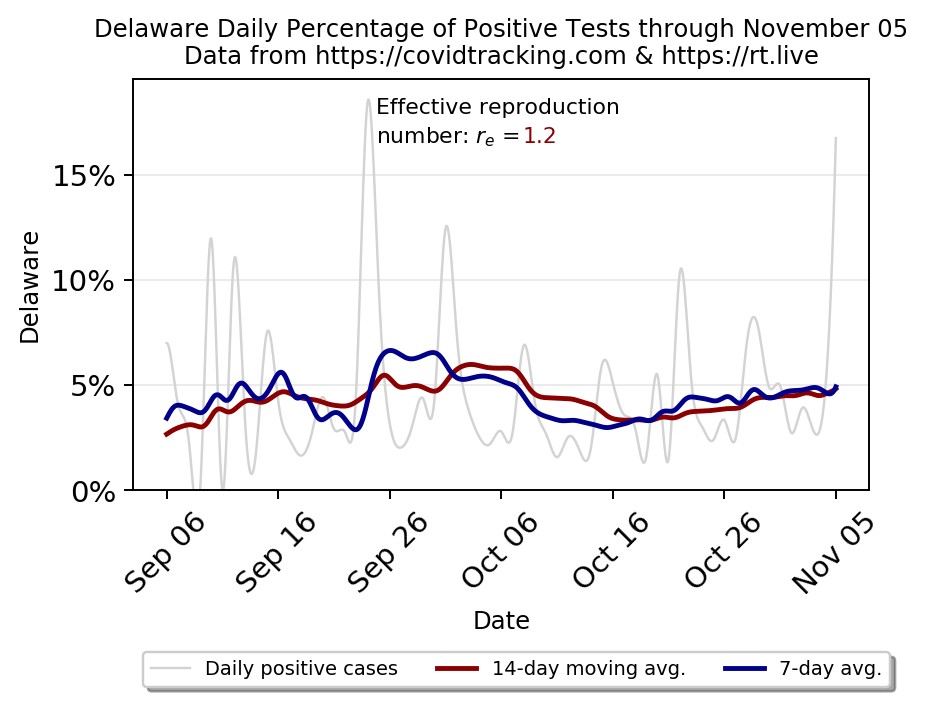 Delaware Daily Percentage of Positive Tests through November 05
Data from https://covidtracking.com & https://rt.live
Effective reproduction
number: rₑ =1.2
15%
10%
5%
0%
Delaware
Sep 06
Sep 16
Sep 26
Oct 06
Oct 16
Oct 26
Nov 05
Date
Daily positive cases
14-day moving avg.
7-day avg.